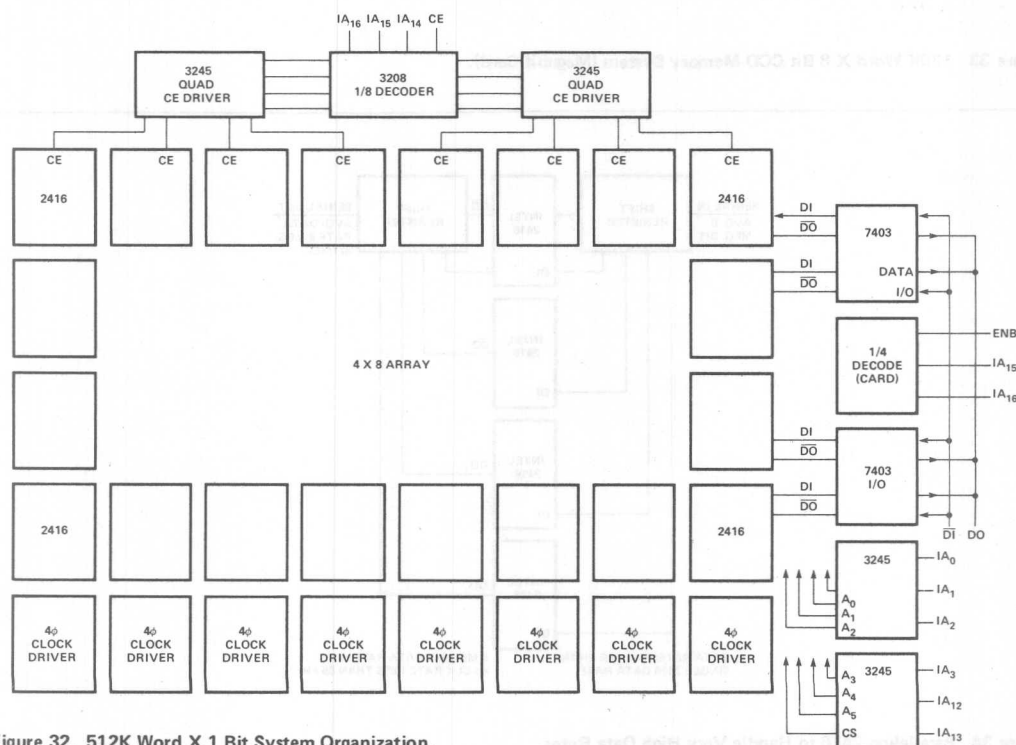 IA16 IA15 IA14 CE
3245
QUAD
CE DRIVER
3208
1/8 DECODER
3245
QUAD
CE DRIVER
CE CE CE CE CE CE CE CE
2416
2416
DI
DO
DI
DO
7403
DATA
I/O
4 X 8 ARRAY
1/4
DECODE
(CARD)
ENB
IA15
IA16
DI
DO
DI
DO
7403
I/O
DI DO
2416
2416
3245
A0
A1
A2
IA0
IA1
IA2
4ϕ
CLOCK
DRIVER
4ϕ
CLOCK
DRIVER
4ϕ
CLOCK
DRIVER
4ϕ
CLOCK
DRIVER
4ϕ
CLOCK
DRIVER
4ϕ
CLOCK
DRIVER
4ϕ
CLOCK
DRIVER
4ϕ
CLOCK
DRIVER
3245
A3
A4
A5
CS
IA3
IA12
IA13
igure 32 512K Word X 1 Bit System Organization